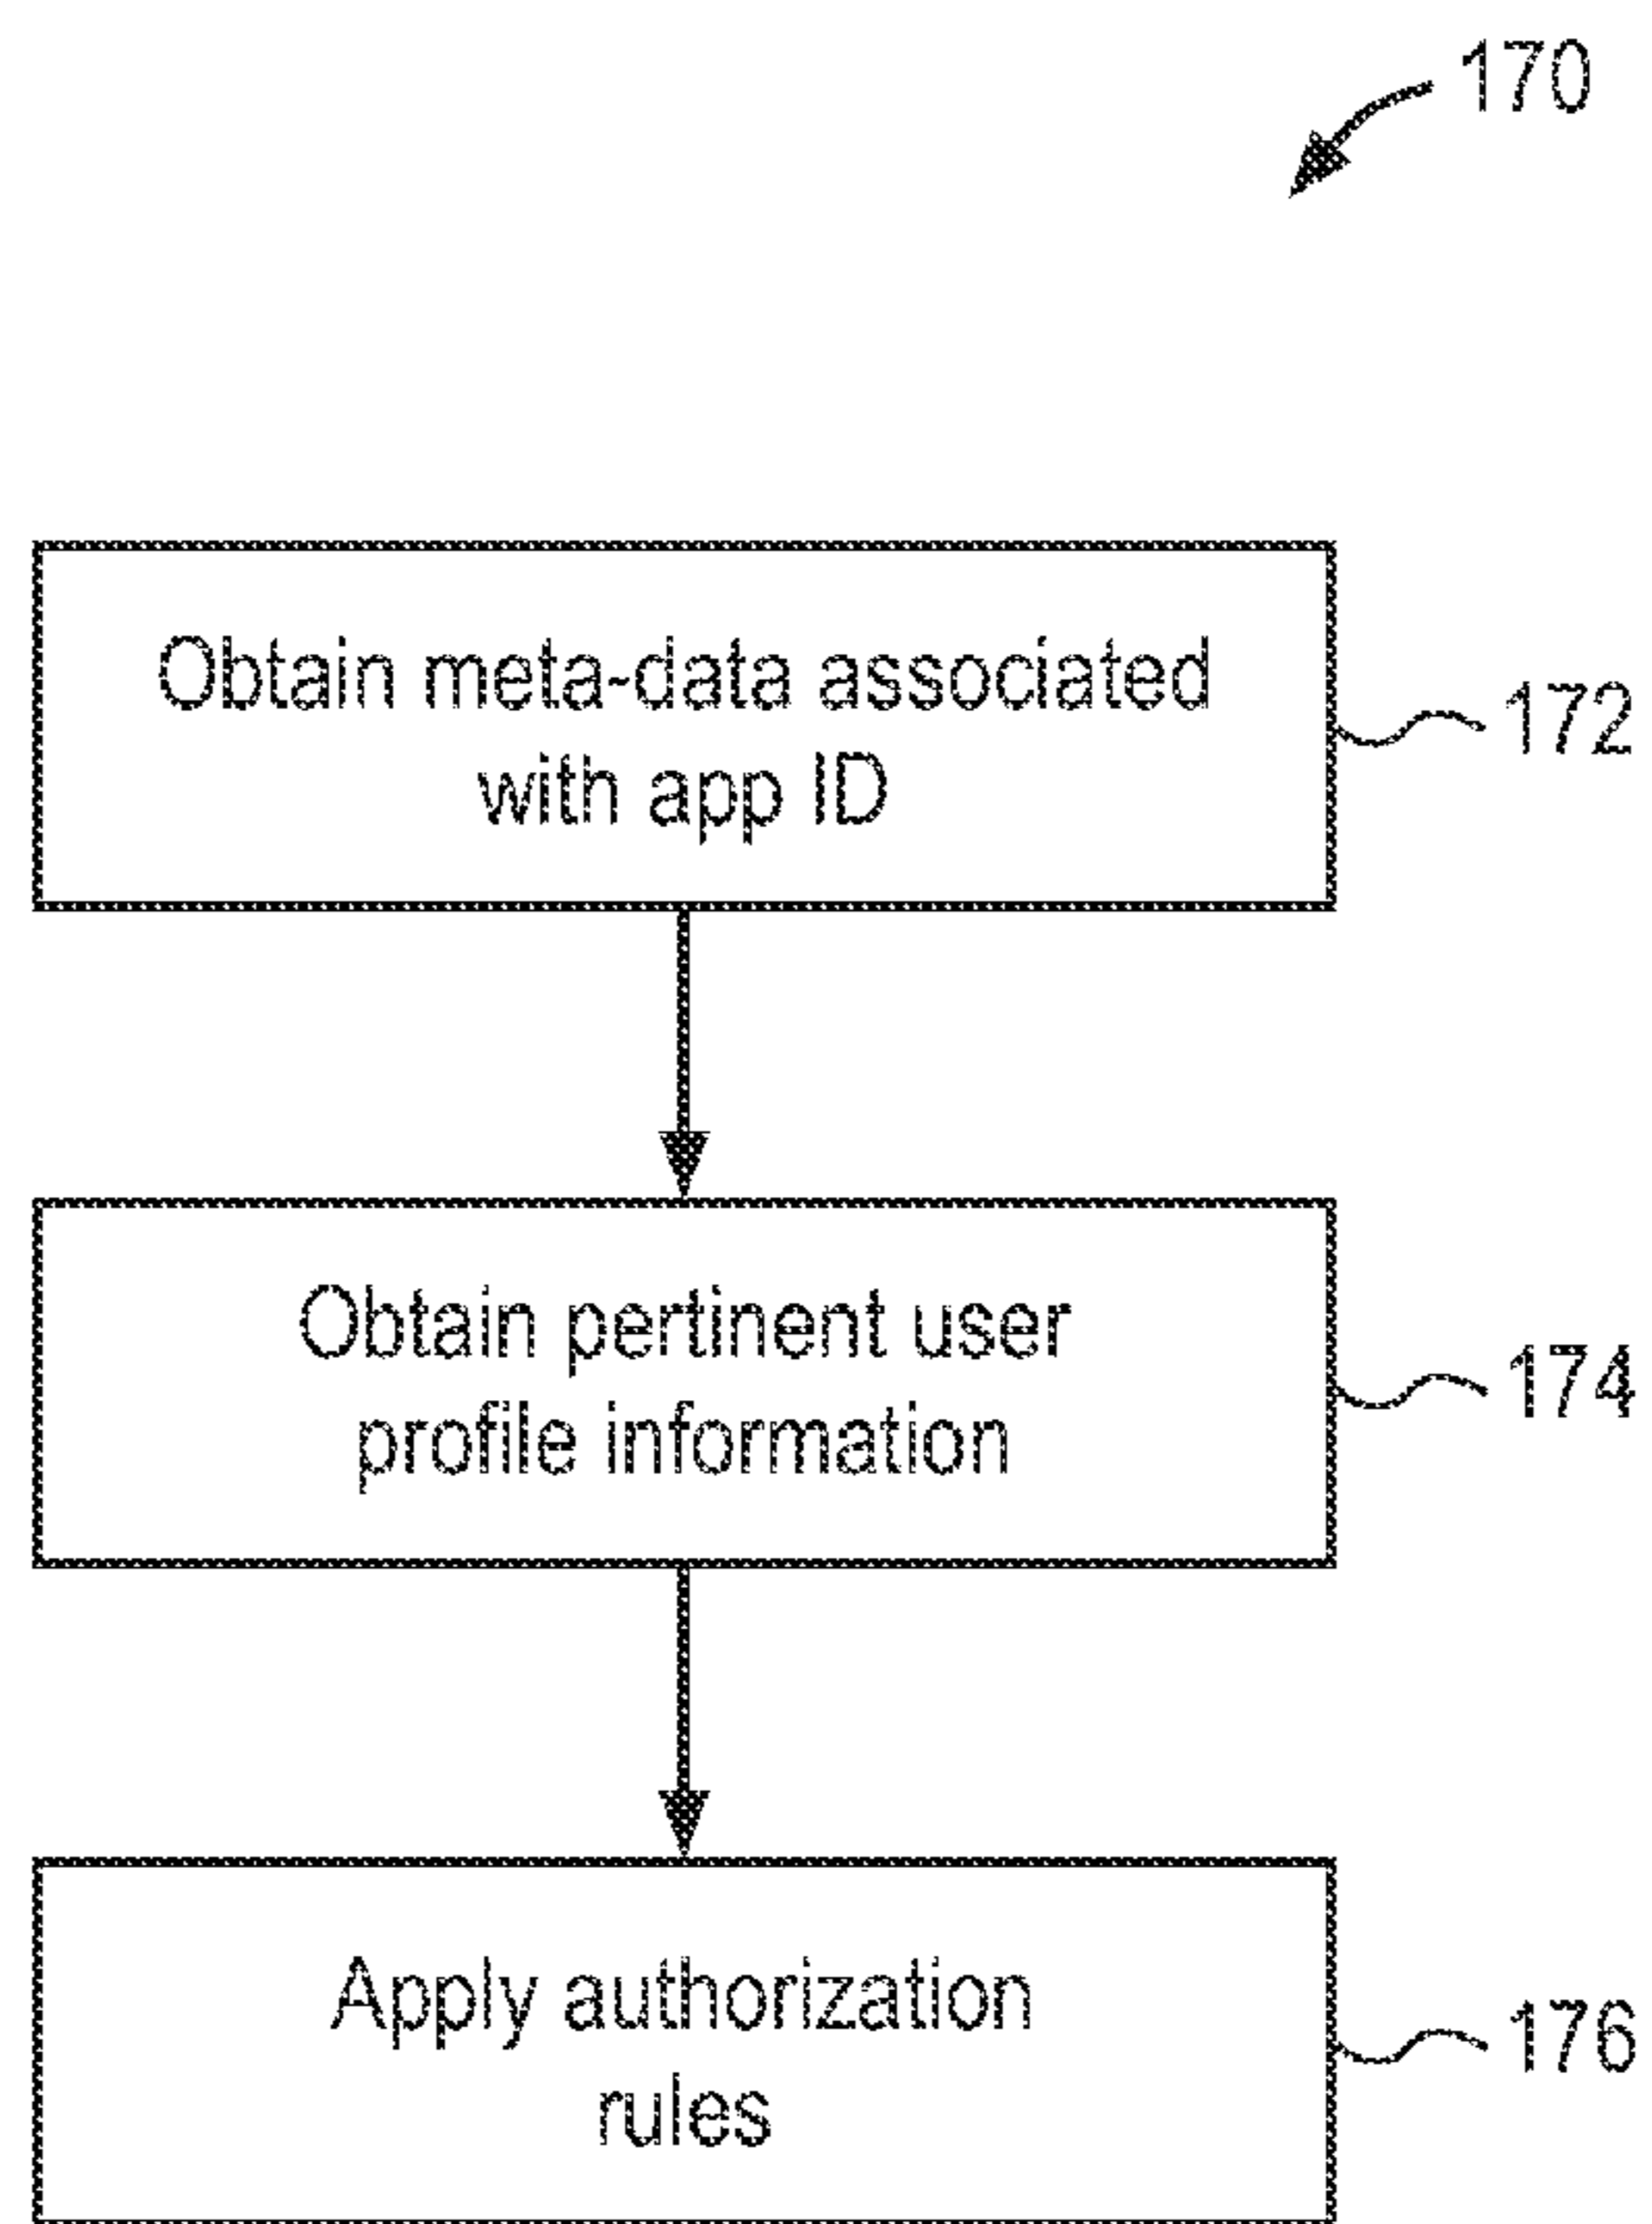 170
Obtain meta-data associated
with app ID
172
Obtain pertinent user
profile information
174
Apply authorization
rules
176